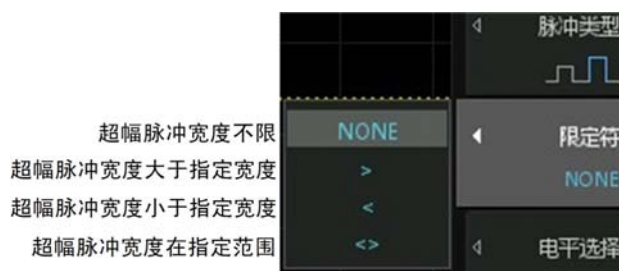 脉冲类型
超幅脉冲宽度不限 NONE 限定符
超幅脉冲宽度大于指定宽度 > NONE
超幅脉冲宽度小于指定宽度 <
超幅脉冲宽度在指定范围 <> 电平选择